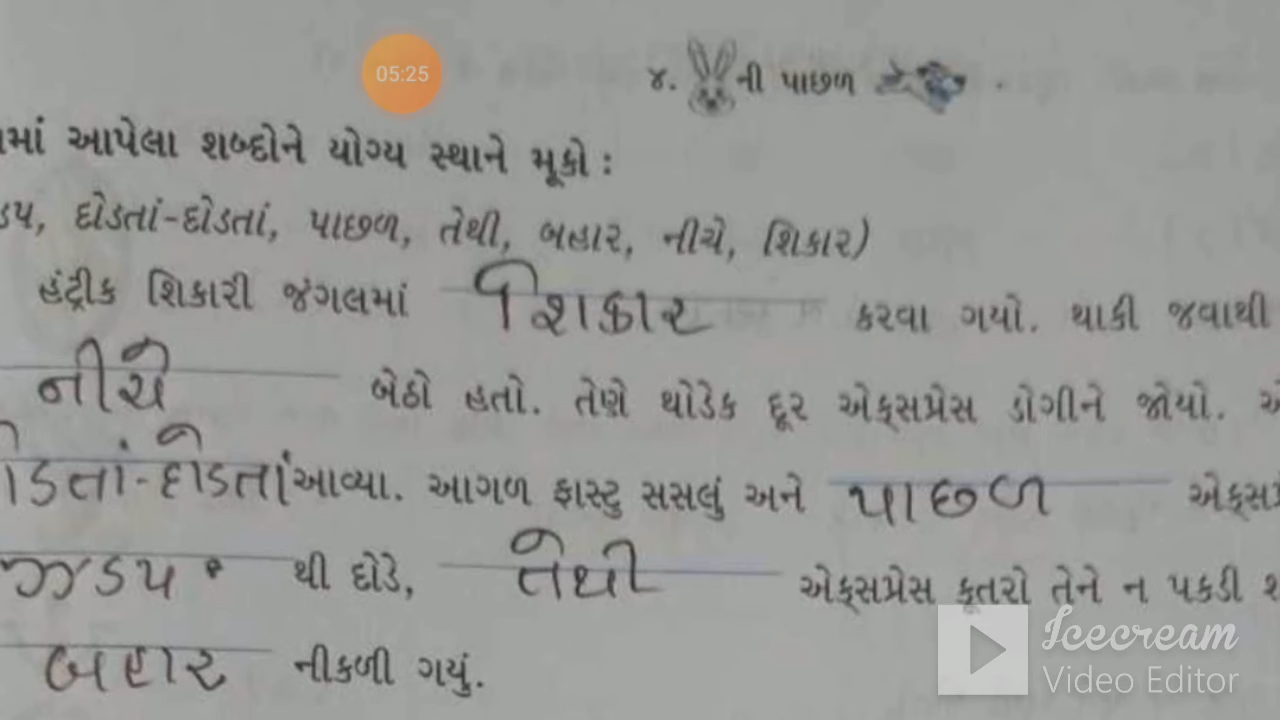 05:25
૪. ની પાછળ .
માં આપેલા શબ્દોને યોગ્ય સ્થાને મૂકો :
ડપ, દોડતાં-દોડતાં, પાછળ, તેથી, બહાર, નીચે, શિકાર)
હંટ્રીક શિકારી જંગલમાં શિકાર કરવા ગયો. થાકી જવાથી
નીચે બેઠો હતો. તેણે થોડેક દૂર એક્સપ્રેસ ડોગીને જોયો.
ોડતાં-દોડતાં આવ્યા. આગળ ફાસ્ટુ સસલું અને પાછળ
ઝડપ થી દોડે, તેથી એક્સપ્રેસ કૂતરો તેને ન પકડી
બહાર નીકળી ગયું.
Icecream
Video Editor